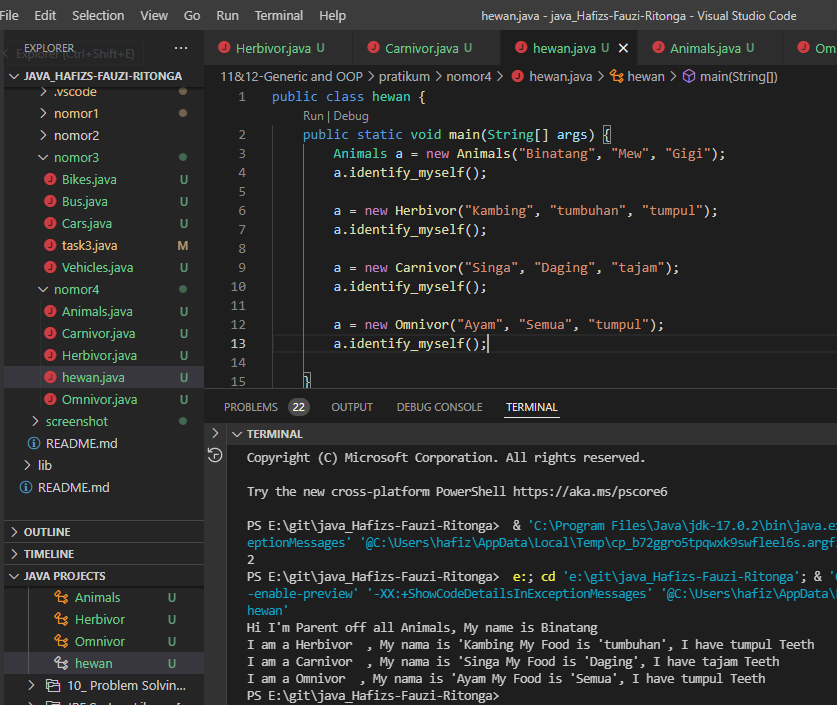 File Edit Selection View Go Run Terminal Help hewan.java - java_Hafizs-Fauzi-Ritonga - Visual Studio Code
EXPLORER
Explorer (Ctrl+Shift+E)
JAVA_HAFIZS-FAUZI-RITONGA
.vscode
nomor1
nomor2
nomor3
Bikes.java U
Bus.java U
Cars.java U
task3.java M
Vehicles.java U
nomor4
Animals.java U
Carnivor.java U
Herbivor.java U
hewan.java U
Omnivor.java U
screenshot
README.md
lib
README.md
OUTLINE
TIMELINE
JAVA PROJECTS
Animals U
Herbivor U
Omnivor U
hewan U
10_ Problem Solvin...
Herbivor.java U Carnivor.java U hewan.java U Animals.java U Om
11&12-Generic and OOP > pratikum > nomor4 > hewan.java > hewan > main(String[])
1 public class hewan {
Run | Debug
2 public static void main(String[] args) {
3 Animals a = new Animals("Binatang", "Mew", "Gigi");
4 a.identify_myself();
5
6 a = new Herbivor("Kambing", "tumbuhan", "tumpul");
7 a.identify_myself();
8
9 a = new Carnivor("Singa", "Daging", "tajam");
10 a.identify_myself();
11
12 a = new Omnivor("Ayam", "Semua", "tumpul");
13 a.identify_myself();
14
15 }
PROBLEMS 22 OUTPUT DEBUG CONSOLE TERMINAL
TERMINAL
Copyright (C) Microsoft Corporation. All rights reserved.
Try the new cross-platform PowerShell https://aka.ms/pscore6
PS E:\git\java_Hafizs-Fauzi-Ritonga> & 'C:\Program Files\Java\jdk-17.0.2\bin\java.ex
eptionMessages' '@C:\Users\hafiz\AppData\Local\Temp\cp_b72ggro5tpqwxk9swfleel6s.argfi
2
PS E:\git\java_Hafizs-Fauzi-Ritonga> e:; cd 'e:\git\java_Hafizs-Fauzi-Ritonga'; & '
-enable-preview' '-XX:+ShowCodeDetailsInExceptionMessages' '@C:\Users\hafiz\AppData\
hewan'
Hi I'm Parent off all Animals, My name is Binatang
I am a Herbivor  , My nama is 'Kambing My Food is 'tumbuhan', I have tumpul Teeth
I am a Carnivor  , My nama is 'Singa My Food is 'Daging', I have tajam Teeth
I am a Omnivor  , My nama is 'Ayam My Food is 'Semua', I have tumpul Teeth
PS E:\git\java_Hafizs-Fauzi-Ritonga>